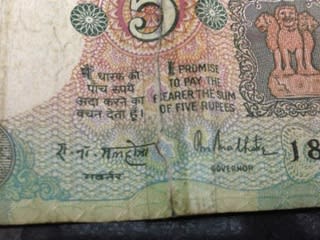 5
मैं धारक को
पाँच रुपये
अदा करने का
वचन देता हूँ।
I PROMISE
TO PAY THE
BEARER THE SUM
OF FIVE RUPEES
गवर्नर
GOVERNOR
18